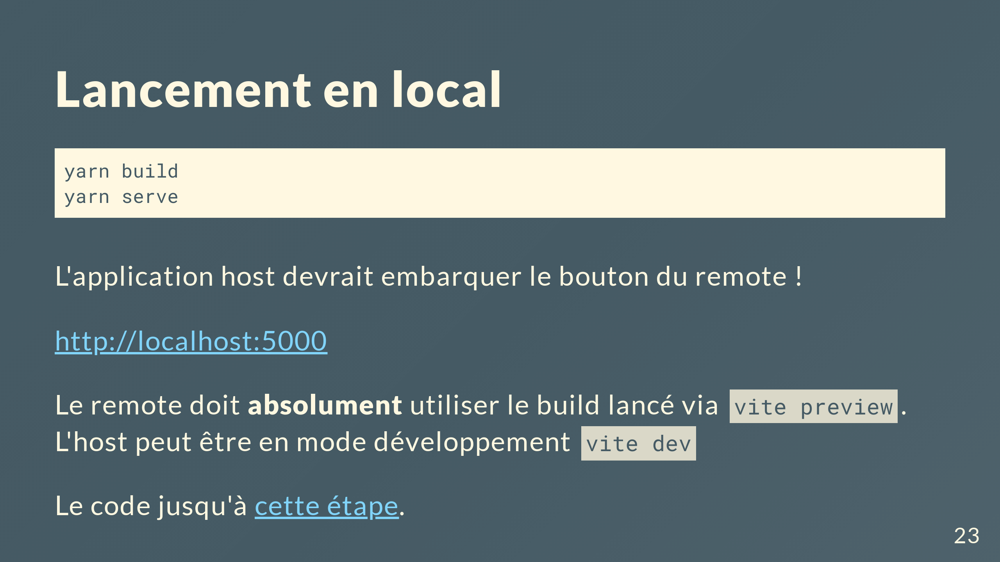 Lancement en local
yarn build
yarn serve
L'application host devrait embarquer le bouton du remote !
http://localhost:5000
Le remote doit absolument utiliser le build lancé via vite preview.
L'host peut être en mode développement vite dev
Le code jusqu'à cette étape.
23